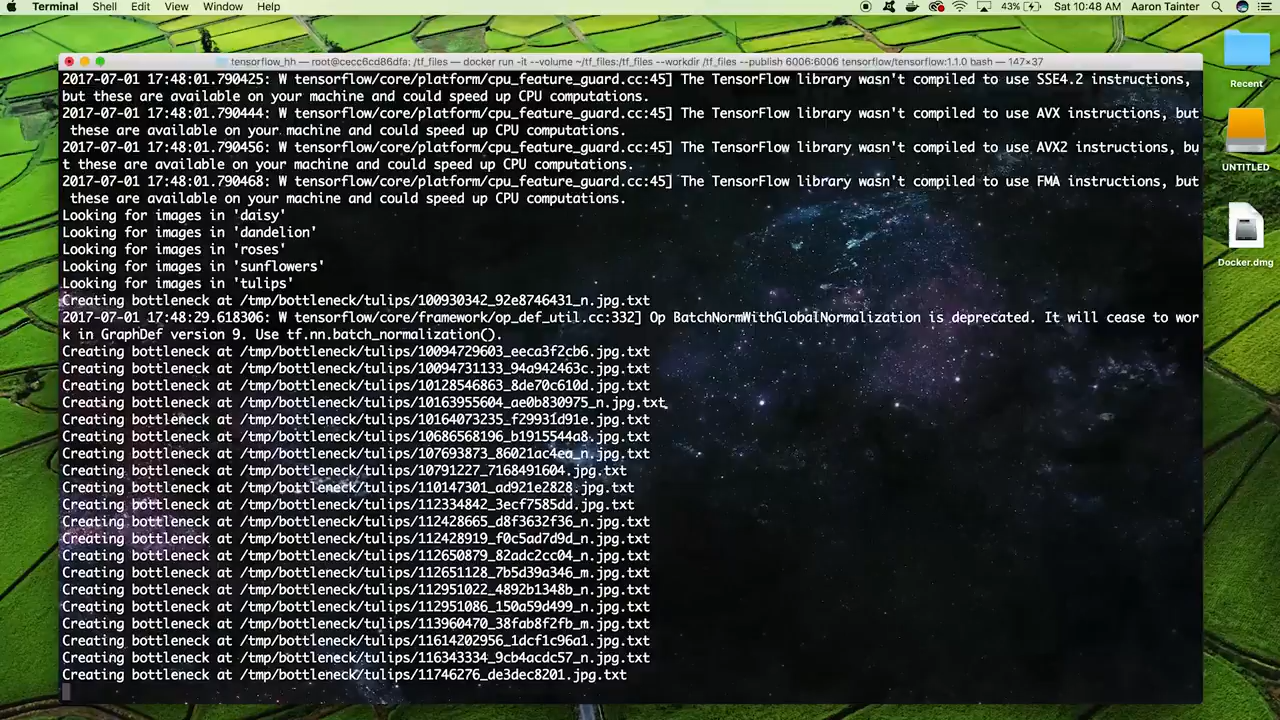 Terminal Shell Edit View Window Help 43% Sat 10:48 AM Aaron Tainter
tensorflow_hh — root@cecc6cd86dfa: /tf_files — docker run -it --volume ~/tf_files:/tf_files --workdir /tf_files --publish 6006:6006 tensorflow/tensorflow:1.1.0 bash — 147×37
2017-07-01 17:48:01.790425: W tensorflow/core/platform/cpu_feature_guard.cc:45] The TensorFlow library wasn't compiled to use SSE4.2 instructions,
but these are available on your machine and could speed up CPU computations.
2017-07-01 17:48:01.790444: W tensorflow/core/platform/cpu_feature_guard.cc:45] The TensorFlow library wasn't compiled to use AVX instructions, but
these are available on your machine and could speed up CPU computations.
2017-07-01 17:48:01.790456: W tensorflow/core/platform/cpu_feature_guard.cc:45] The TensorFlow library wasn't compiled to use AVX2 instructions, bu
t these are available on your machine and could speed up CPU computations.
2017-07-01 17:48:01.790468: W tensorflow/core/platform/cpu_feature_guard.cc:45] The TensorFlow library wasn't compiled to use FMA instructions, but
these are available on your machine and could speed up CPU computations.
Looking for images in 'daisy'
Looking for images in 'dandelion'
Looking for images in 'roses'
Looking for images in 'sunflowers'
Looking for images in 'tulips'
Creating bottleneck at /tmp/bottleneck/tulips/100930342_92e8746431_n.jpg.txt
2017-07-01 17:48:29.618306: W tensorflow/core/framework/op_def_util.cc:332] Op BatchNormWithGlobalNormalization is deprecated. It will cease to wor
k in GraphDef version 9. Use tf.nn.batch_normalization().
Creating bottleneck at /tmp/bottleneck/tulips/10094729603_eeca3f2cb6.jpg.txt
Creating bottleneck at /tmp/bottleneck/tulips/10094731133_94a942463c.jpg.txt
Creating bottleneck at /tmp/bottleneck/tulips/10128546863_8de70c610d.jpg.txt
Creating bottleneck at /tmp/bottleneck/tulips/10163955604_ae0b830975_n.jpg.txt
Creating bottleneck at /tmp/bottleneck/tulips/10164073235_f29931d91e.jpg.txt
Creating bottleneck at /tmp/bottleneck/tulips/10686568196_b1915544a8.jpg.txt
Creating bottleneck at /tmp/bottleneck/tulips/107693873_86021ac4ea_n.jpg.txt
Creating bottleneck at /tmp/bottleneck/tulips/10791227_7168491604.jpg.txt
Creating bottleneck at /tmp/bottleneck/tulips/110147301_ad921e2828.jpg.txt
Creating bottleneck at /tmp/bottleneck/tulips/112334842_3ecf7585dd.jpg.txt
Creating bottleneck at /tmp/bottleneck/tulips/112428665_d8f3632f36_n.jpg.txt
Creating bottleneck at /tmp/bottleneck/tulips/112428919_f0c5ad7d9d_n.jpg.txt
Creating bottleneck at /tmp/bottleneck/tulips/112650879_82adc2cc04_n.jpg.txt
Creating bottleneck at /tmp/bottleneck/tulips/112651128_7b5d39a346_m.jpg.txt
Creating bottleneck at /tmp/bottleneck/tulips/112951022_4892b1348b_n.jpg.txt
Creating bottleneck at /tmp/bottleneck/tulips/112951086_150a59d499_n.jpg.txt
Creating bottleneck at /tmp/bottleneck/tulips/113960470_38fab8f2fb_m.jpg.txt
Creating bottleneck at /tmp/bottleneck/tulips/11614202956_1dcf1c96a1.jpg.txt
Creating bottleneck at /tmp/bottleneck/tulips/116343334_9cb4acdc57_n.jpg.txt
Creating bottleneck at /tmp/bottleneck/tulips/11746276_de3dec8201.jpg.txt
Recent
UNTITLED
Docker.dmg